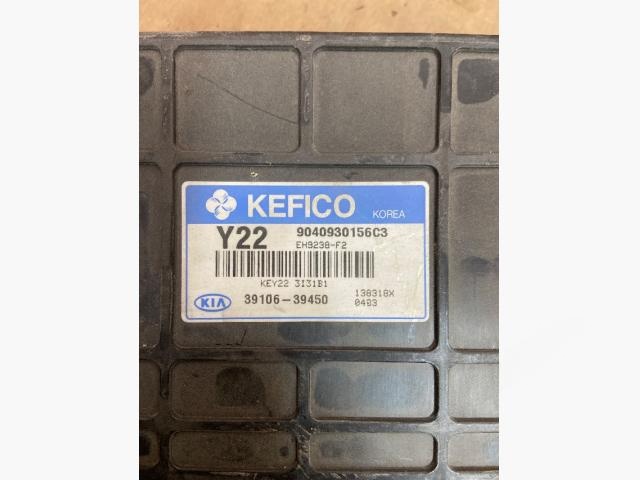 KEFICO KOREA
Y22 9040930156C3
EH9238-F2
KEY22 3I31B1
KIA 39106-39450 138318X
0483